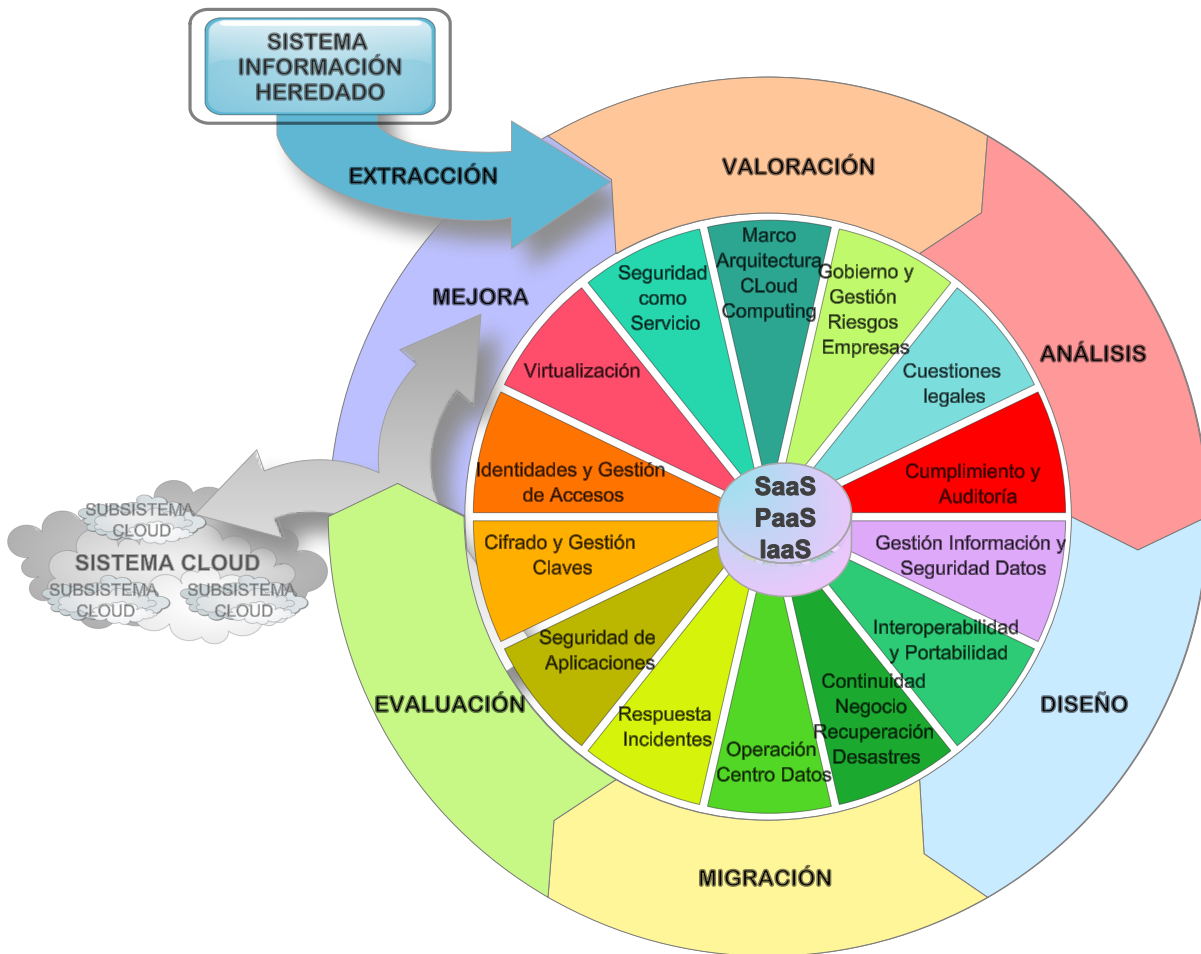 SISTEMA
INFORMACIÓN
HEREDADO
EXTRACCIÓN
VALORACIÓN
ANÁLISIS
DISEÑO
MIGRACIÓN
EVALUACIÓN
MEJORA
Marco
Arquitectura
CLoud
Computing
Gobierno y
Gestión
Riesgos
Empresas
Cuestiones
legales
Cumplimiento y
Auditoría
Gestión Información y
Seguridad Datos
Interoperabilidad
y Portabilidad
Continuidad
Negocio
Recuperación
Desastres
Operación
Centro Datos
Respuesta
Incidentes
Seguridad de
Aplicaciones
Cifrado y Gestión
Claves
Identidades y Gestión
de Accesos
Virtualización
Seguridad
como
Servicio
SaaS
PaaS
IaaS
SUBSISTEMA
CLOUD
SISTEMA CLOUD
SUBSISTEMA
CLOUD
SUBSISTEMA
CLOUD